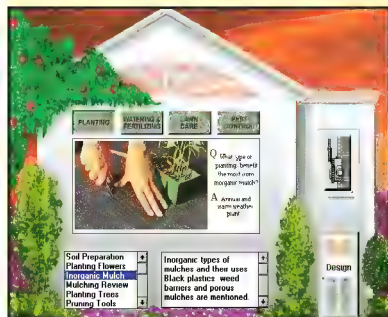 PLANTING
WATERING &
FERTILIZING
LAWN
CARE
PEST
CONTROL
Q What type of
planting benefit
the most from
inorganic mulch?
A Annual and
warm weather
plant
Soil Preparation
Planting Flowers
Inorganic Mulch
Mulching Review
Planting Trees
Pruning Tools
Inorganic types of
mulches and their uses
Black plastics weed
barriers and porous
mulches are mentioned.
Design